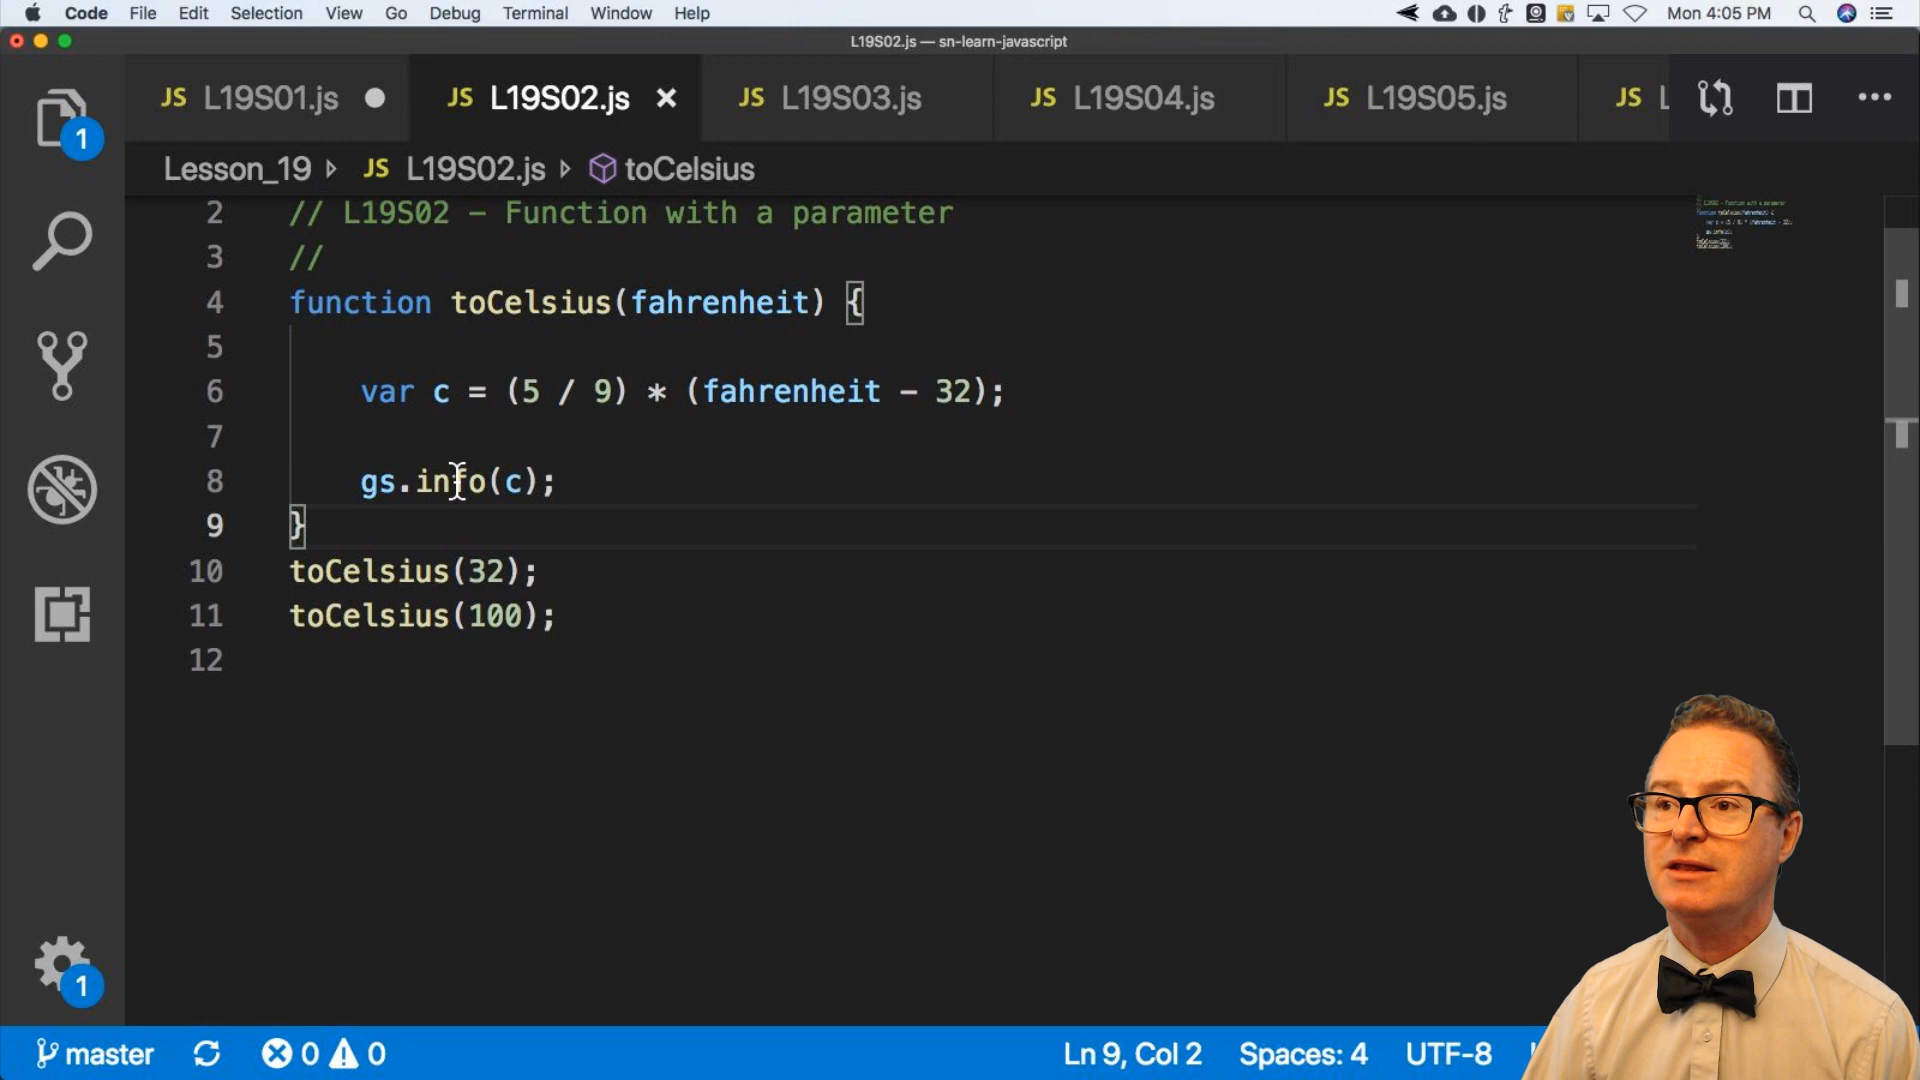 Code File Edit Selection View Go Debug Terminal Window Help Mon 4:05 PM
L19S02.js — sn-learn-javascript
JS L19S01.js JS L19S02.js JS L19S03.js JS L19S04.js JS L19S05.js JS L
1
Lesson_19 JS L19S02.js toCelsius
2 // L19S02 - Function with a parameter
3 //
4 function toCelsius(fahrenheit) {
5
6 var c = (5 / 9) * (fahrenheit - 32);
7
8 gs.info(c);
9 }
10 toCelsius(32);
11 toCelsius(100);
12
1
master 0 0 Ln 9, Col 2 Spaces: 4 UTF-8